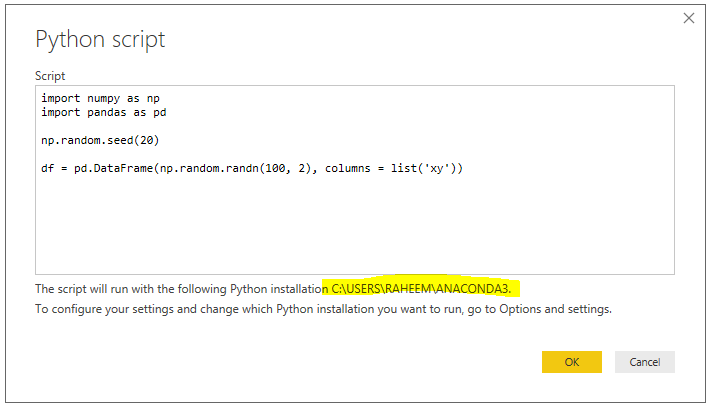 Python script
Script
import numpy as np
import pandas as pd
np.random.seed(20)
df = pd.DataFrame(np.random.randn(100, 2), columns = list('xy'))
The script will run with the following Python installation C:\USERS\RAHEEM\ANACONDA3.
To configure your settings and change which Python installation you want to run, go to Options and settings.
OK
Cancel